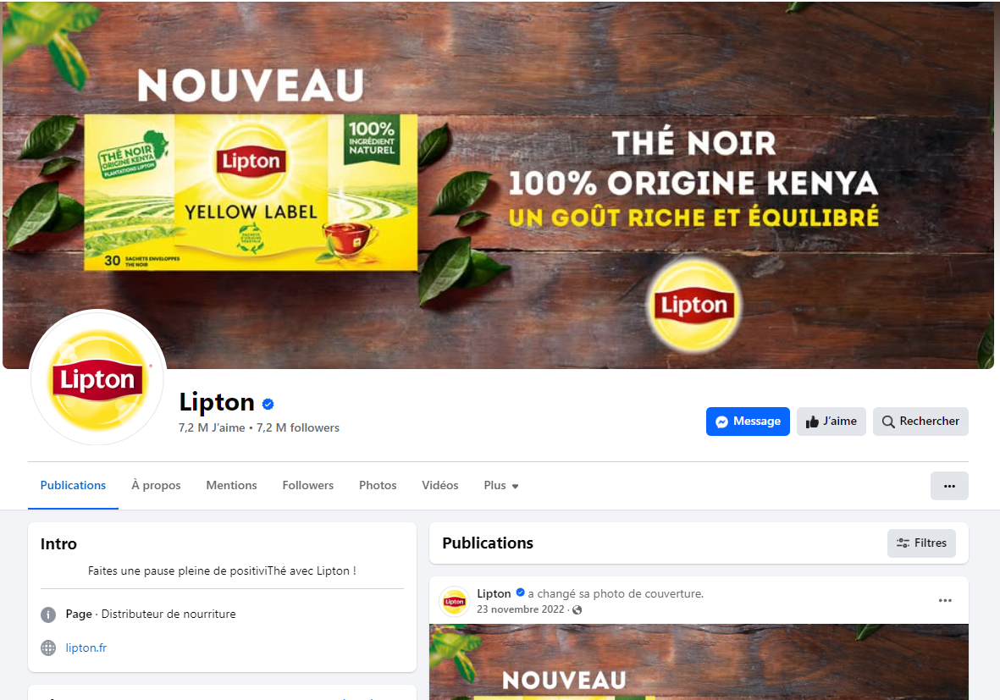 NOUVEAU
THÉ NOIR
ORIGINE KENYA
PLANTATIONS LIPTON
Lipton
100%
INGRÉDIENT
NATUREL
YELLOW LABEL
SACHETS
D'ORIGINE
VÉGÉTALE
30 SACHETS ENVELOPPES
THÉ NOIR
THÉ NOIR
100% ORIGINE KENYA
UN GOÛT RICHE ET ÉQUILIBRÉ
Lipton
Lipton
Lipton
7,2 M J’aime • 7,2 M followers
Message
J’aime
Rechercher
Publications
À propos
Mentions
Followers
Photos
Vidéos
Plus
Intro
Faites une pause pleine de positiviThé avec Lipton !
Page · Distributeur de nourriture
lipton.fr
Publications
Filtres
Lipton
Lipton a changé sa photo de couverture.
23 novembre 2022 ·
NOUVEAU